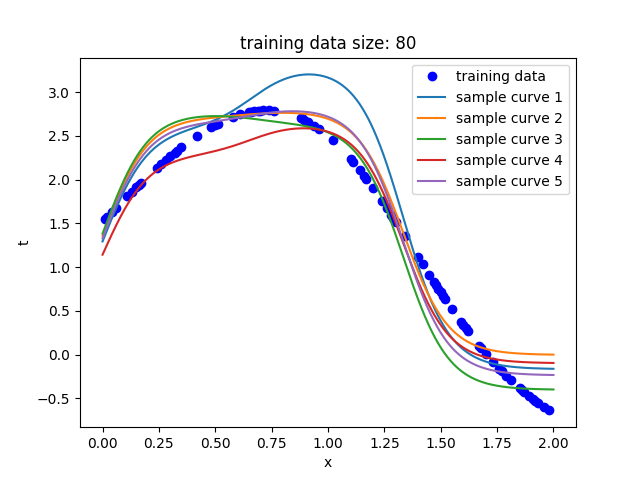 training data size: 80
training data
sample curve 1
sample curve 2
sample curve 3
sample curve 4
sample curve 5
t
3.0
2.5
2.0
1.5
1.0
0.5
0.0
−0.5
0.00 0.25 0.50 0.75 1.00 1.25 1.50 1.75 2.00
x